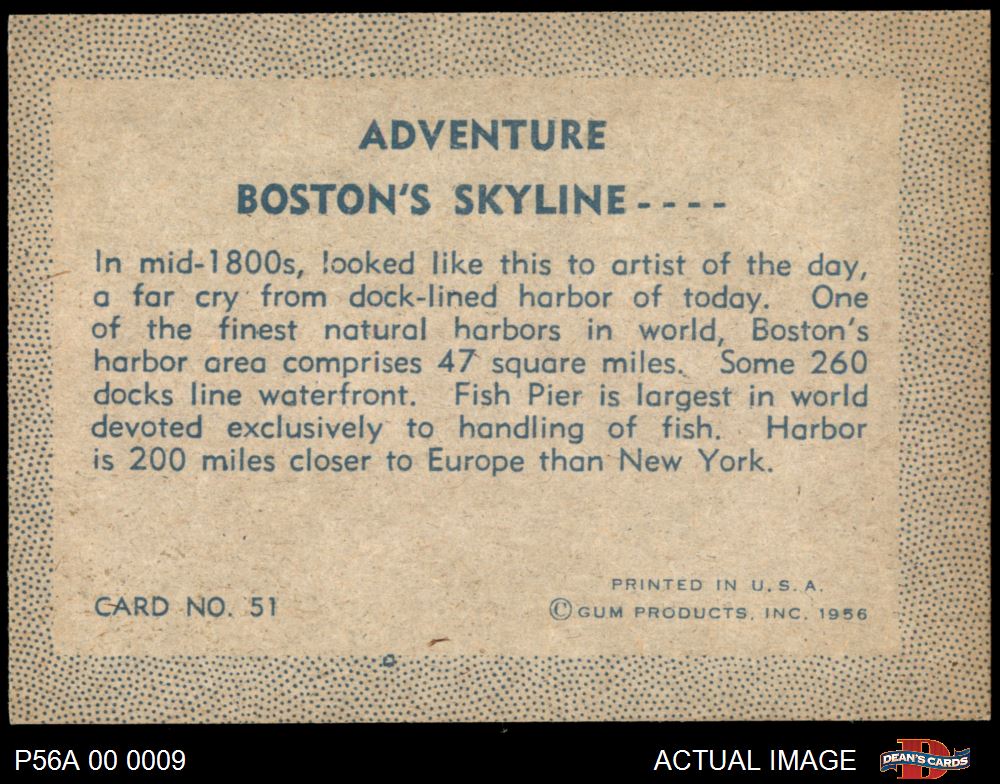 ADVENTURE
BOSTON'S SKYLINE----
In mid-1800s, looked like this to artist of the day,
a far cry from dock-lined harbor of today. One
of the finest natural harbors in world, Boston's
harbor area comprises 47 square miles. Some 260
docks line waterfront. Fish Pier is largest in world
devoted exclusively to handling of fish. Harbor
is 200 miles closer to Europe than New York.
PRINTED IN U.S.A.
CARD NO. 51
© GUM PRODUCTS, INC. 1956
P56A 00 0009
ACTUAL IMAGE
DEAN'S CARDS